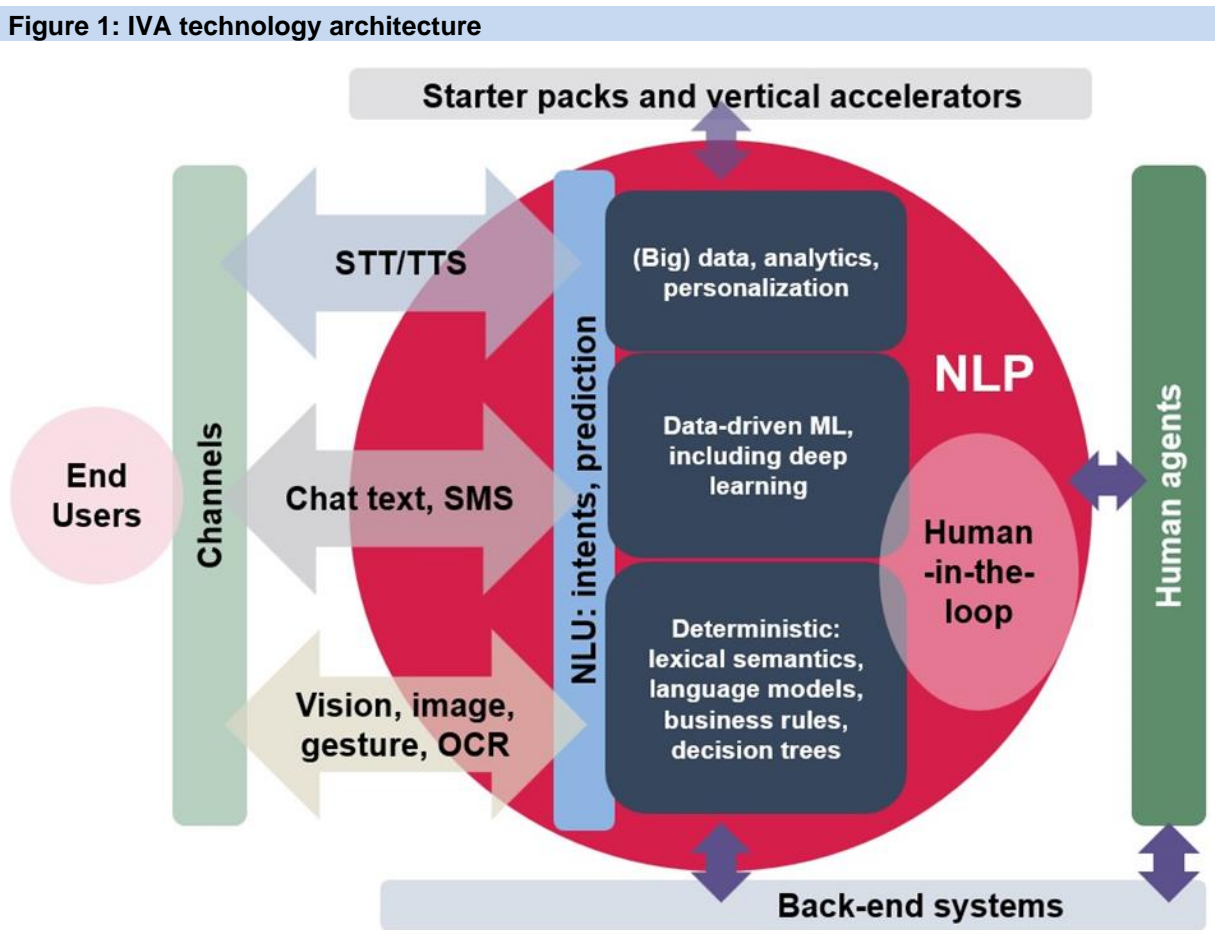 Figure 1: IVA technology architecture
Starter packs and vertical accelerators
End
Users
Channels
STT/TTS
Chat text, SMS
Vision, image,
gesture, OCR
NLU: intents, prediction
(Big) data, analytics,
personalization
Data-driven ML,
including deep
learning
Deterministic:
lexical semantics,
language models,
business rules,
decision trees
NLP
Human
-in-the-
loop
Human agents
Back-end systems